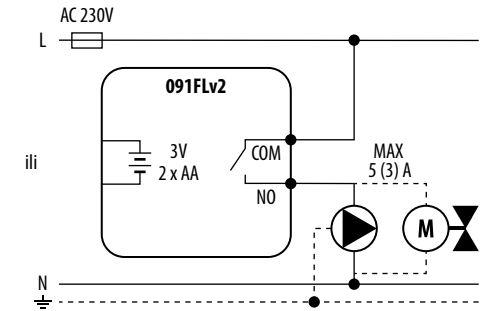 AC 230V
L
091FLv2
3V
2 x AA
COM
NO
MAX
5 (3) A
ili
M
N